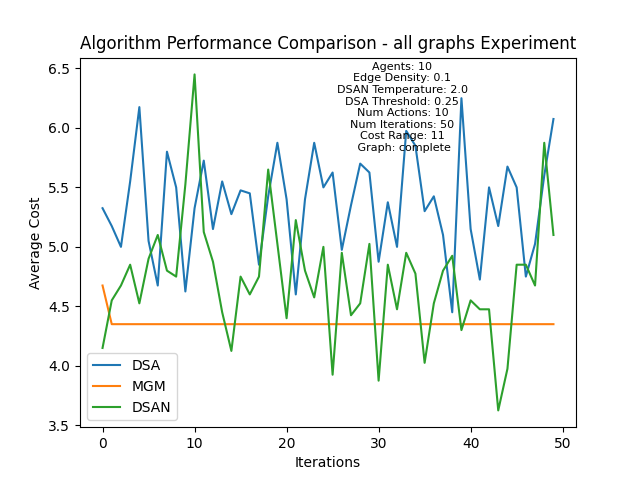 Algorithm Performance Comparison - all graphs Experiment
Agents: 10
Edge Density: 0.1
DSAN Temperature: 2.0
DSA Threshold: 0.25
Num Actions: 10
Num Iterations: 50
Cost Range: 11
Graph: complete
Average Cost
6.5
6.0
5.5
5.0
4.5
4.0
3.5
DSA
MGM
DSAN
0
10
20
30
40
50
Iterations